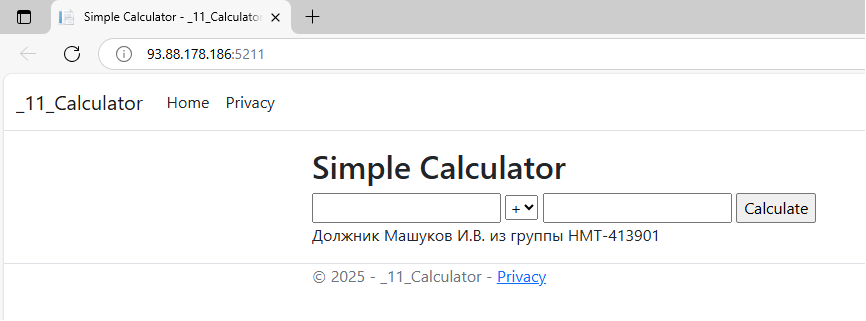 Simple Calculator - _11_Calculator
93.88.178.186:5211
_11_Calculator Home Privacy
Simple Calculator
+ Calculate
Должник Машуков И.В. из группы НМТ-413901
© 2025 - _11_Calculator - Privacy